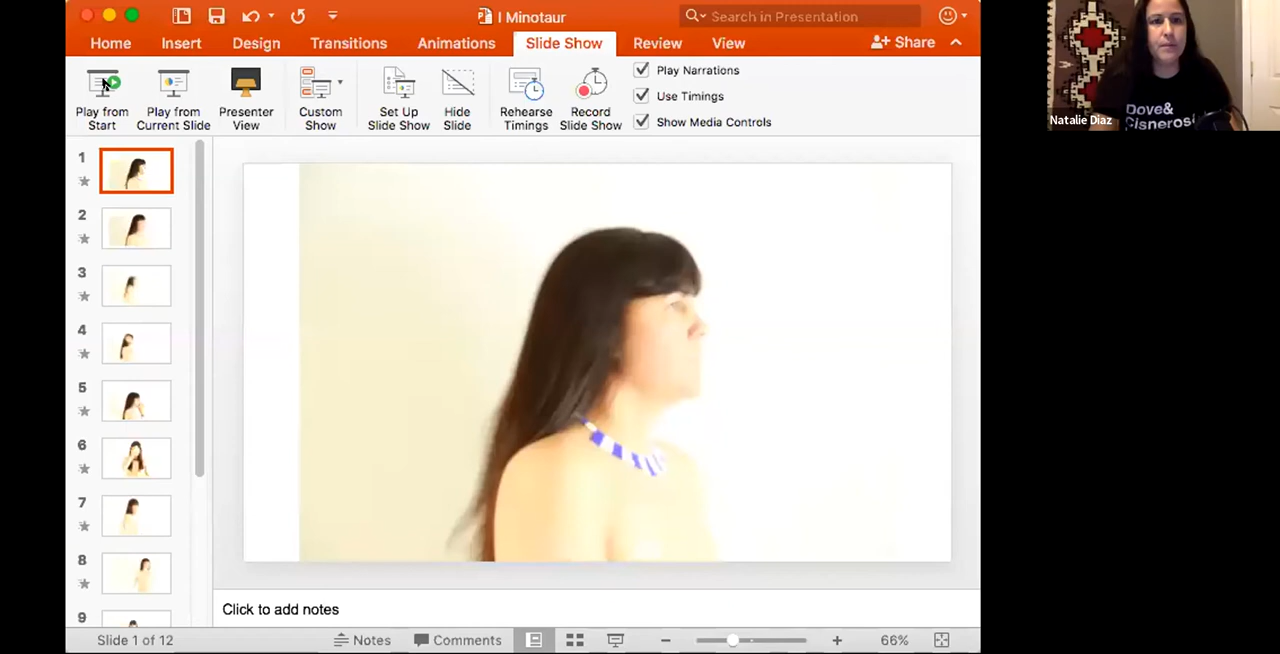 I Minotaur
Search in Presentation
Home Insert Design Transitions Animations Slide Show Review View Share
Play from Start
Play from Current Slide
Presenter View
Custom Show
Set Up Slide Show
Hide Slide
Rehearse Timings
Record Slide Show
Play Narrations
Use Timings
Show Media Controls
1
2
3
4
5
6
7
8
9
Click to add notes
Slide 1 of 12 Notes Comments 66%
Dove&
Cisneros&
Natalie Diaz